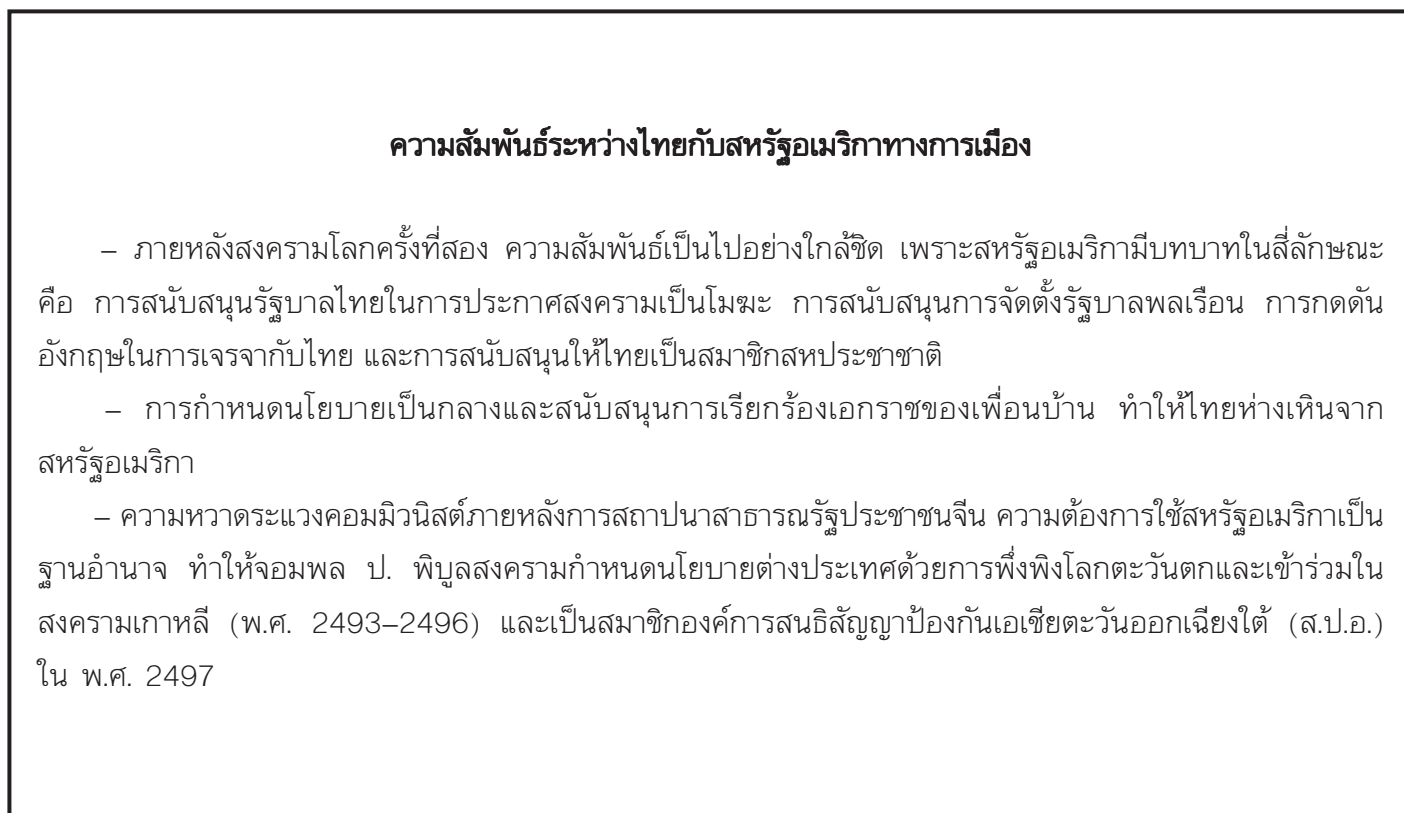 ความสัมพันธ์ระหว่างไทยกับสหรัฐอเมริกาทางการเมือง
– ภายหลังสงครามโลกครั้งที่สอง ความสัมพันธ์เป็นไปอย่างใกล้ชิด เพราะสหรัฐอเมริกามีบทบาทในสี่ลักษณะ
คือ การสนับสนุนรัฐบาลไทยในการประกาศสงครามเป็นโมฆะ การสนับสนุนการจัดตั้งรัฐบาลพลเรือน การกดดัน
อังกฤษในการเจรจากับไทย และการสนับสนุนให้ไทยเป็นสมาชิกสหประชาชาติ
– การกำหนดนโยบายเป็นกลางและสนับสนุนการเรียกร้องเอกราชของเพื่อนบ้าน ทำให้ไทยห่างเหินจาก
สหรัฐอเมริกา
– ความหวาดระแวงคอมมิวนิสต์ภายหลังการสถาปนาสาธารณรัฐประชาชนจีน ความต้องการใช้สหรัฐอเมริกาเป็น
ฐานอำนาจ ทำให้จอมพล ป. พิบูลสงครามกำหนดนโยบายต่างประเทศด้วยการพึ่งพิงโลกตะวันตกและเข้าร่วมใน
สงครามเกาหลี (พ.ศ. 2493–2496) และเป็นสมาชิกองค์การสนธิสัญญาป้องกันเอเชียตะวันออกเฉียงใต้ (ส.ป.อ.)
ใน พ.ศ. 2497